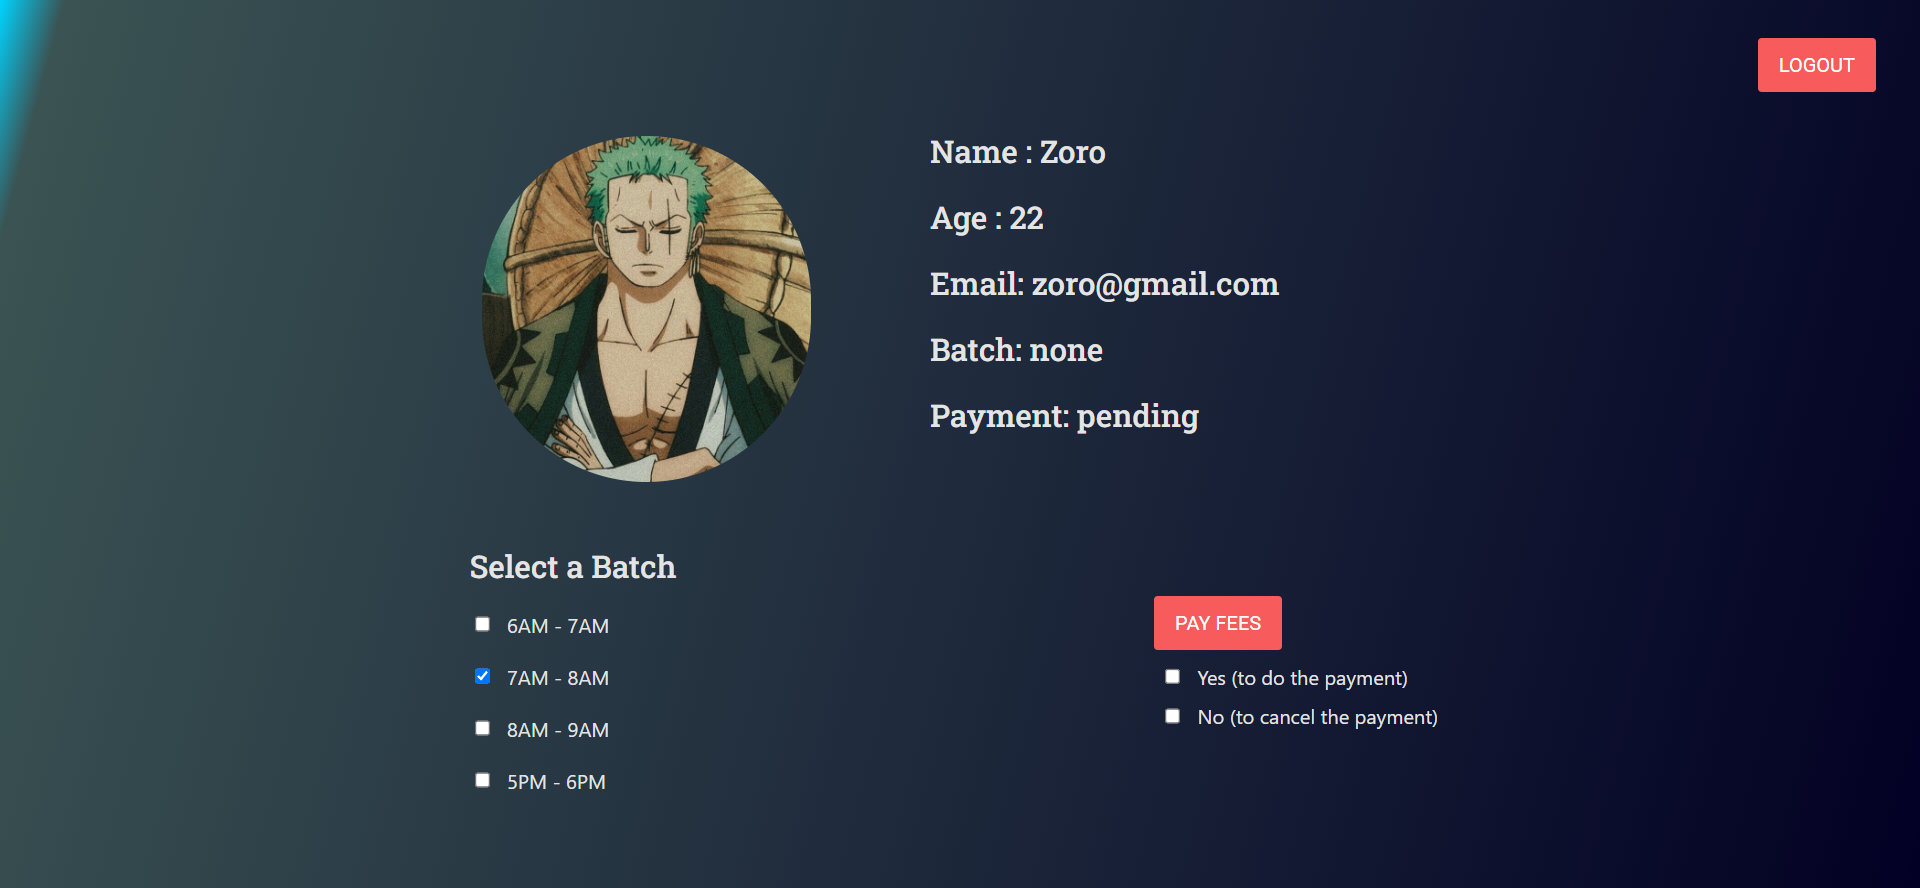 LOGOUT
Name : Zoro
Age : 22
Email: zoro@gmail.com
Batch: none
Payment: pending
Select a Batch
6AM - 7AM
7AM - 8AM
8AM - 9AM
5PM - 6PM
PAY FEES
Yes (to do the payment)
No (to cancel the payment)